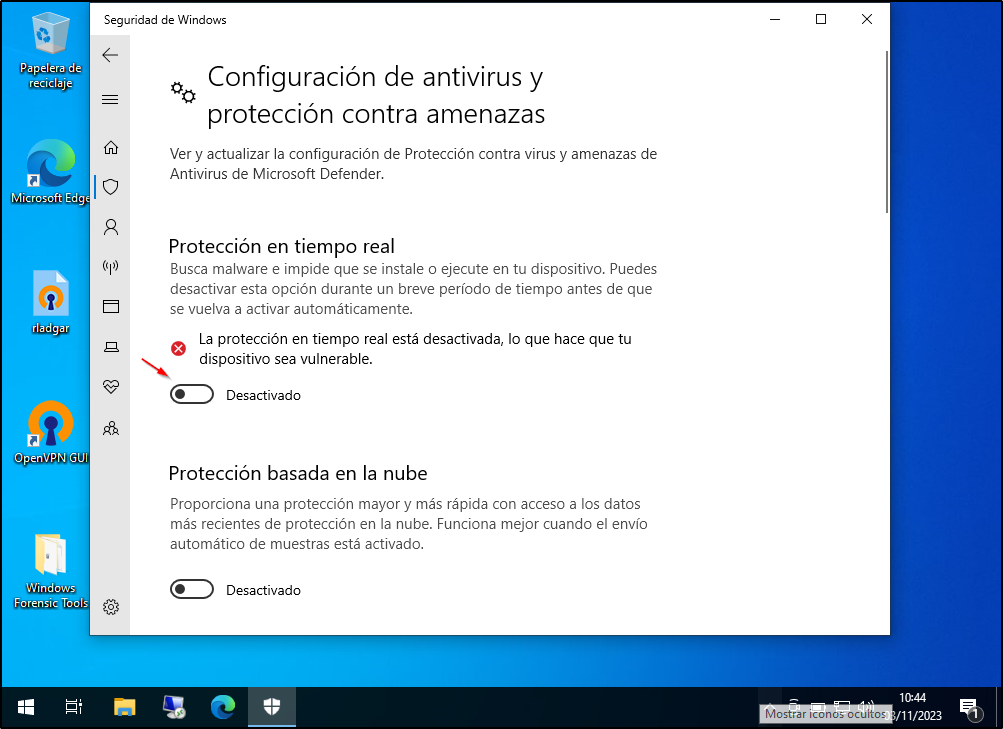 Papelera de
reciclaje
Microsoft Edge
rladgar
OpenVPN GUI
Windows
Forensic Tools
Seguridad de Windows
Configuración de antivirus y
protección contra amenazas
Ver y actualizar la configuración de Protección contra virus y amenazas de
Antivirus de Microsoft Defender.
Protección en tiempo real
Busca malware e impide que se instale o ejecute en tu dispositivo. Puedes
desactivar esta opción durante un breve período de tiempo antes de que
se vuelva a activar automáticamente.
La protección en tiempo real está desactivada, lo que hace que tu
dispositivo sea vulnerable.
Desactivado
Protección basada en la nube
Proporciona una protección mayor y más rápida con acceso a los datos
más recientes de protección en la nube. Funciona mejor cuando el envío
automático de muestras está activado.
Desactivado
10:44
Mostrar iconos ocultos
3/11/2023
1